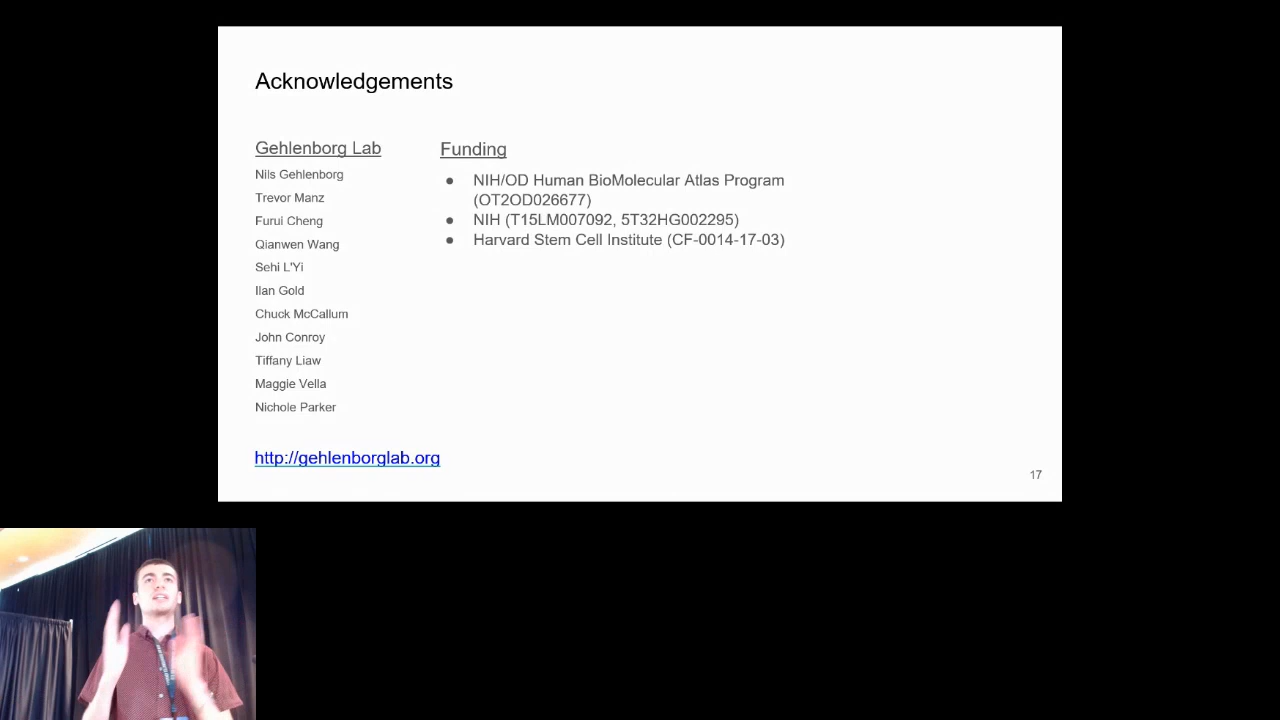 Acknowledgements
Gehlenborg Lab
Nils Gehlenborg
Trevor Manz
Furui Cheng
Qianwen Wang
Sehi L'Yi
Ilan Gold
Chuck McCallum
John Conroy
Tiffany Liaw
Maggie Vella
Nichole Parker
http://gehlenborglab.org
Funding
● NIH/OD Human BioMolecular Atlas Program
(OT2OD026677)
● NIH (T15LM007092, 5T32HG002295)
● Harvard Stem Cell Institute (CF-0014-17-03)
17